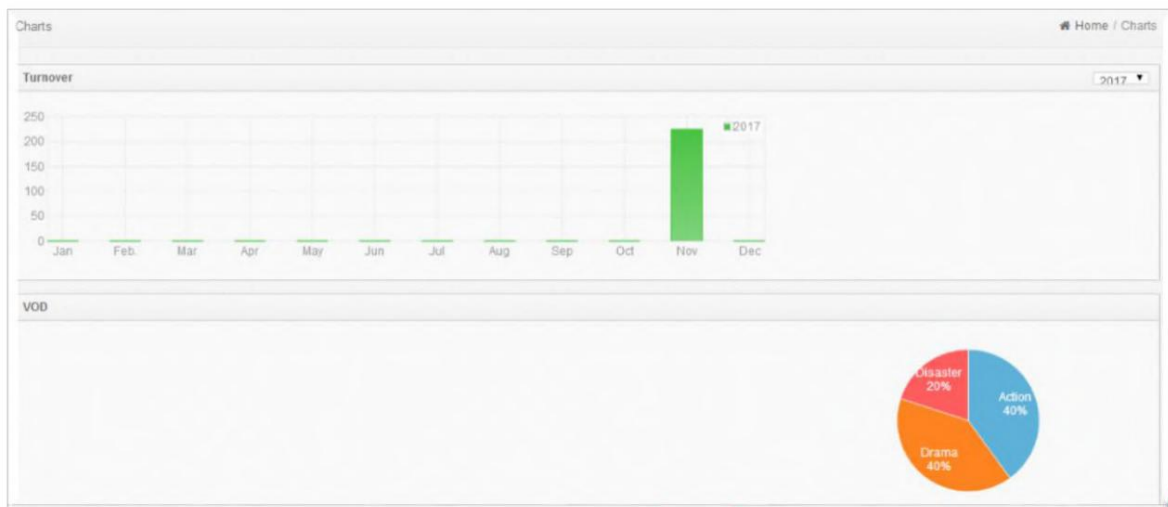 Charts
Home / Charts
Turnover
2017
250
200
150
100
50
0
2017
Jan Feb. Mar Apr May Jun Jul Aug Sep Oct Nov Dec
VOD
Disaster
20%
Action
40%
Drama
40%